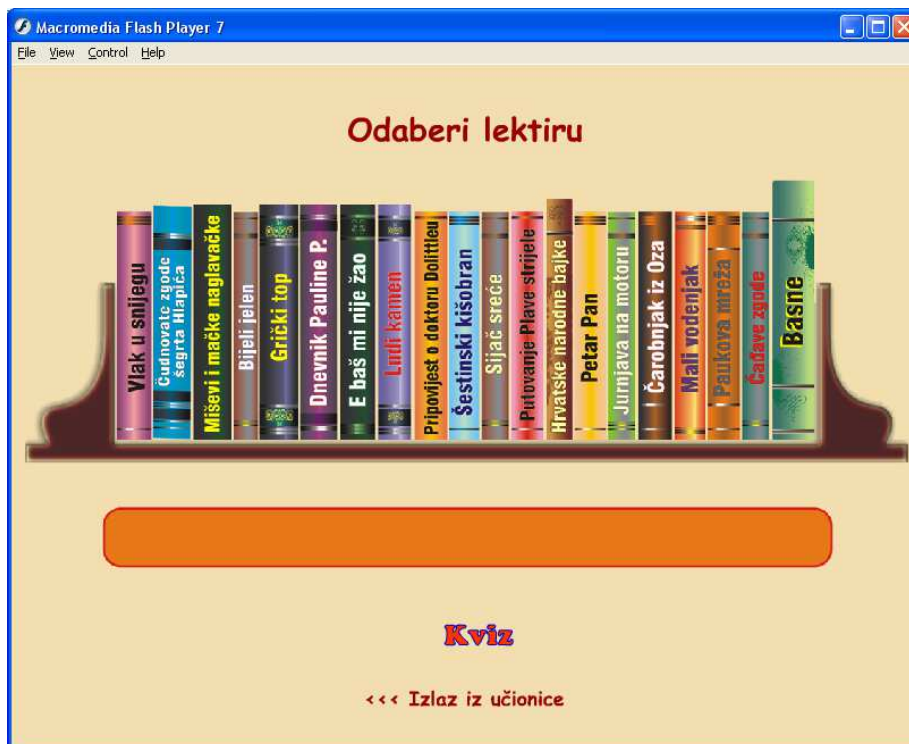 Macromedia Flash Player 7
File View Control Help
Odaberi lektiru
Vlak u snijegu
Čudnovate zgode
šegrta Hlapića
Miševi i mačke naglavačke
Bijeli jelen
Grički top
Dnevnik Pauline P.
E baš mi nije žao
Ludi kamen
Pripovijest o doktoru Dolittleu
Šestinski kišobran
Sijač sreće
Putovanje Plave strijele
Hrvatske narodne bajke
Petar Pan
Jurnjava na motoru
Čarobnjak iz Oza
Mali vodenjak
Paukova mreža
Čađave zgode
Basne
Kviz
<<< Izlaz iz učionice